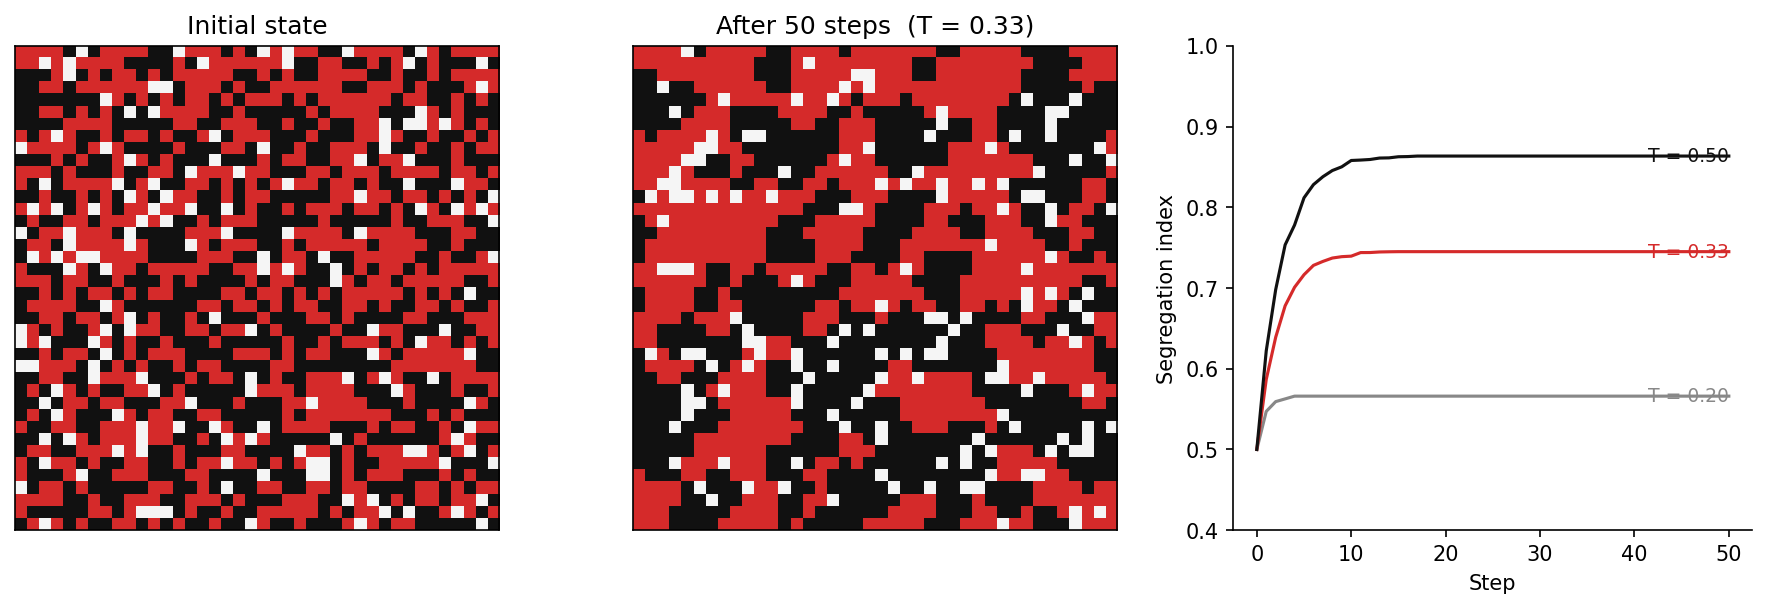 Initial state
After 50 steps (T = 0.33)
1.0
0.9
0.8
0.7
0.6
0.5
0.4
Segregation index
T = 0.50
T = 0.33
T = 0.20
0 10 20 30 40 50
Step